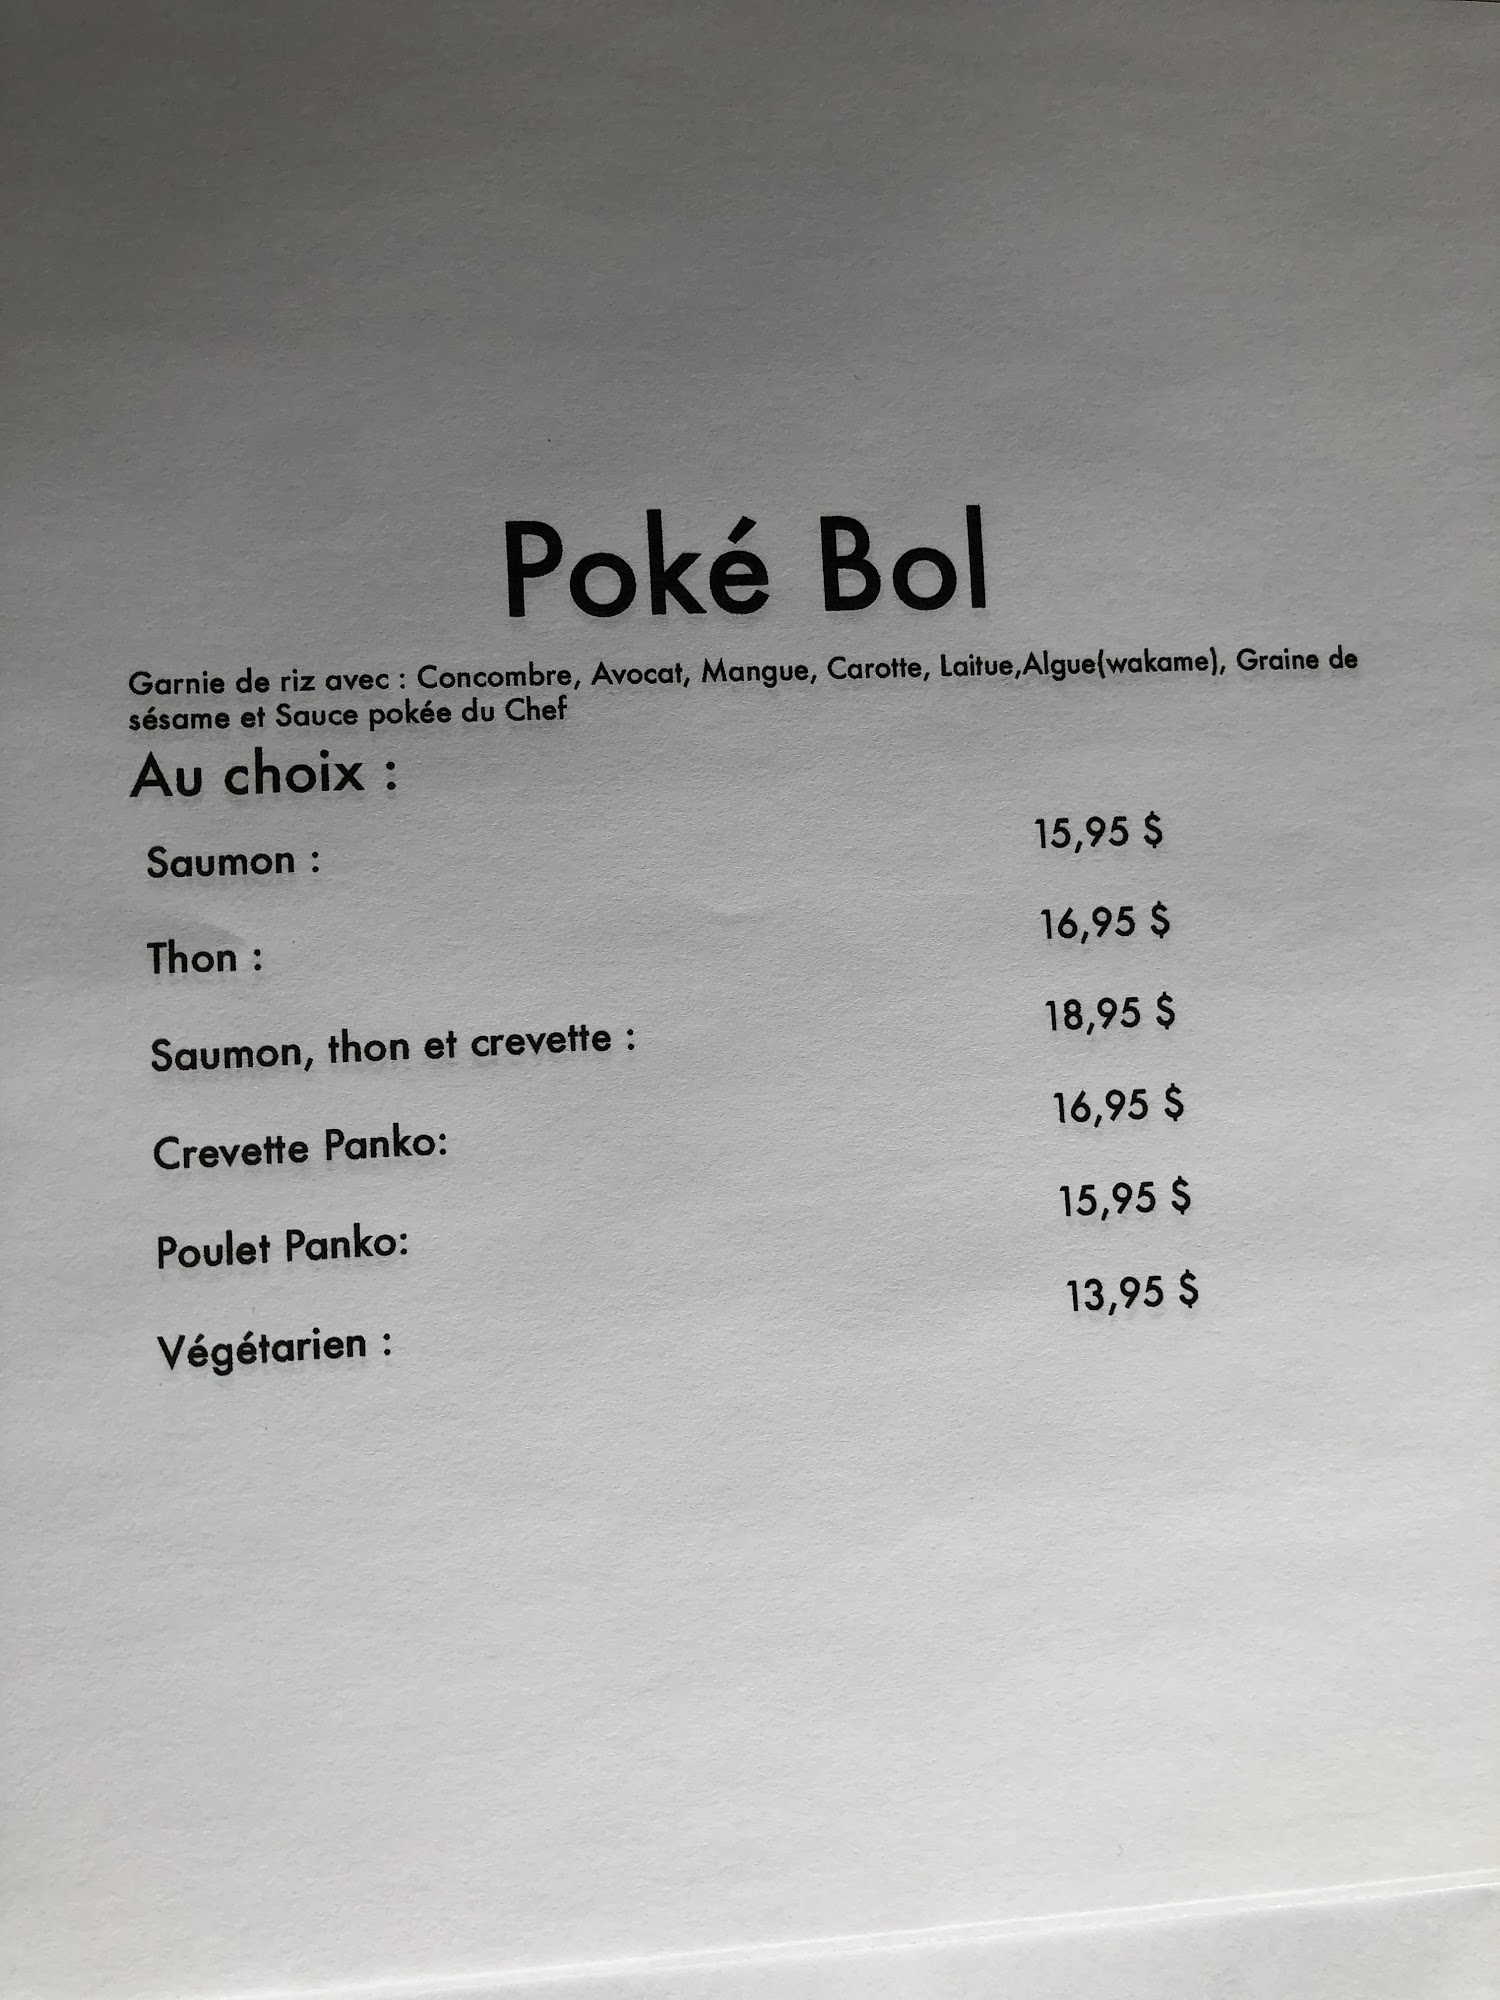 Poké Bol
Garnie de riz avec : Concombre, Avocat, Mangue, Carotte, Laitue,Algue(wakame), Graine de
sésame et Sauce pokée du Chef
Au choix :
Saumon : 15,95 $
Thon : 16,95 $
Saumon, thon et crevette : 18,95 $
Crevette Panko: 16,95 $
Poulet Panko: 15,95 $
Végétarien : 13,95 $